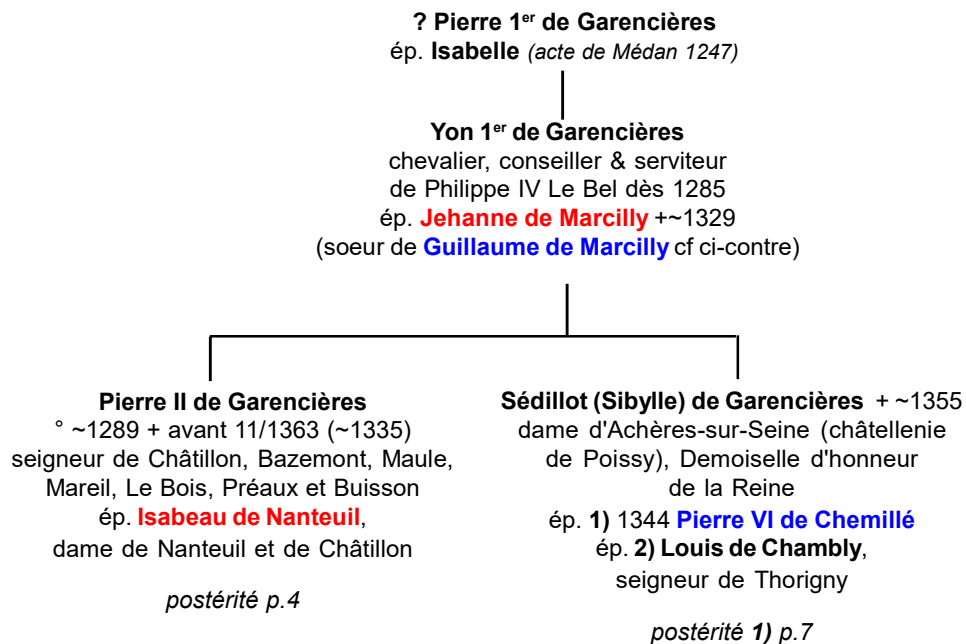 ? Pierre 1er de Garencières
ép. Isabelle (acte de Médan 1247)
Yon 1er de Garencières
chevalier, conseiller & serviteur
de Philippe IV Le Bel dès 1285
ép. Jehanne de Marcilly +~1329
(soeur de Guillaume de Marcilly cf ci-contre)
Pierre II de Garencières
° ~1289 + avant 11/1363 (~1335)
seigneur de Châtillon, Bazemont, Maule,
Mareil, Le Bois, Préaux et Buisson
ép. Isabeau de Nanteuil,
dame de Nanteuil et de Châtillon
postérité p.4
Sédillot (Sibylle) de Garencières + ~1355
dame d'Achères-sur-Seine (châtellenie
de Poissy), Demoiselle d'honneur
de la Reine
ép. 1) 1344 Pierre VI de Chemillé
ép. 2) Louis de Chambly,
seigneur de Thorigny
postérité 1) p.7